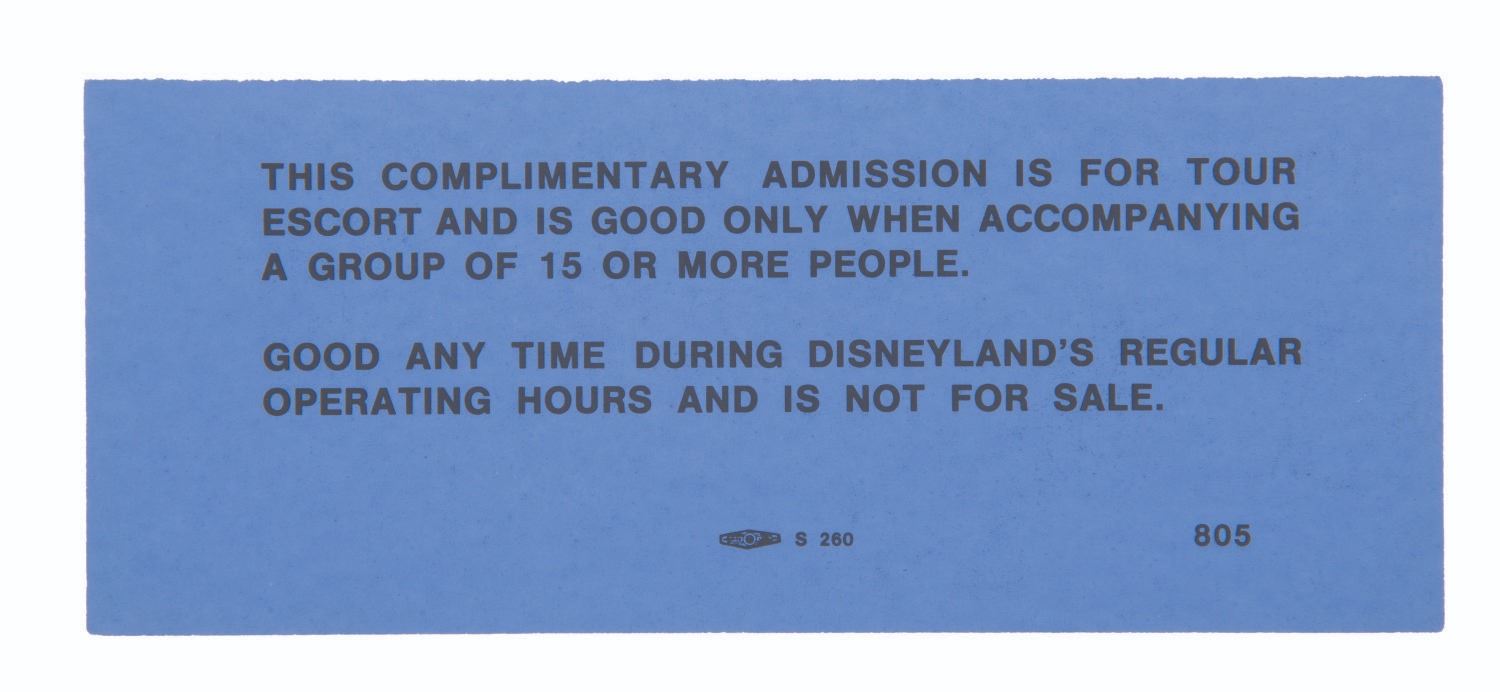 THIS COMPLIMENTARY ADMISSION IS FOR TOUR
ESCORT AND IS GOOD ONLY WHEN ACCOMPANYING
A GROUP OF 15 OR MORE PEOPLE.
GOOD ANY TIME DURING DISNEYLAND'S REGULAR
OPERATING HOURS AND IS NOT FOR SALE.
S 260
805